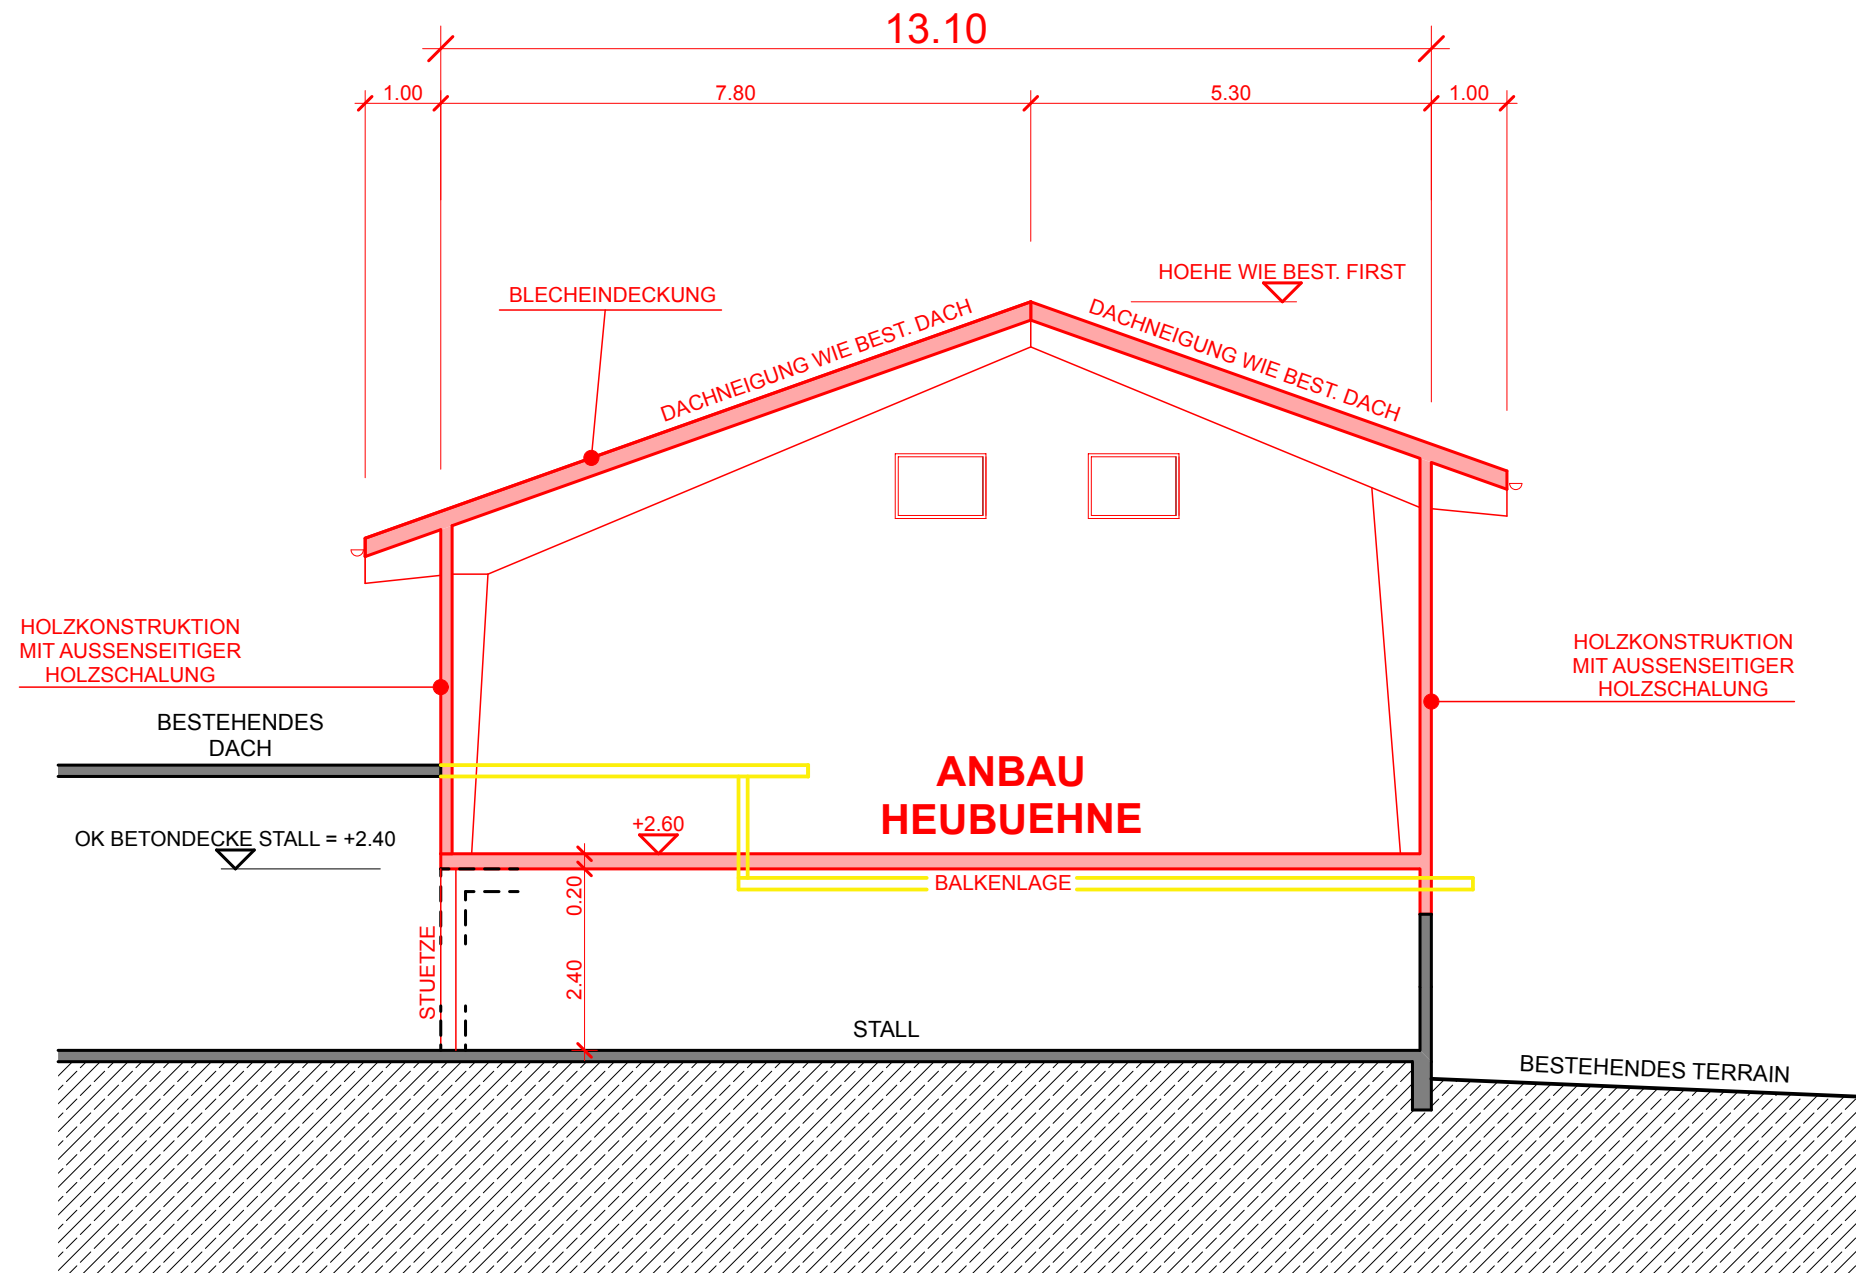 13.10
1.00
7.80
5.30
1.00
HOEHE WIE BEST. FIRST
BLECHEINDECKUNG
DACHNEIGUNG WIE BEST. DACH
DACHNEIGUNG WIE BEST. DACH
HOLZKONSTRUKTION
MIT AUSSENSEITIGER
HOLZSCHALUNG
HOLZKONSTRUKTION
MIT AUSSENSEITIGER
HOLZSCHALUNG
BESTEHENDES
DACH
ANBAU
HEUBUEHNE
+2.60
OK BETONDECKE STALL = +2.40
BALKENLAGE
0.20
STUETZE
2.40
STALL
BESTEHENDES TERRAIN